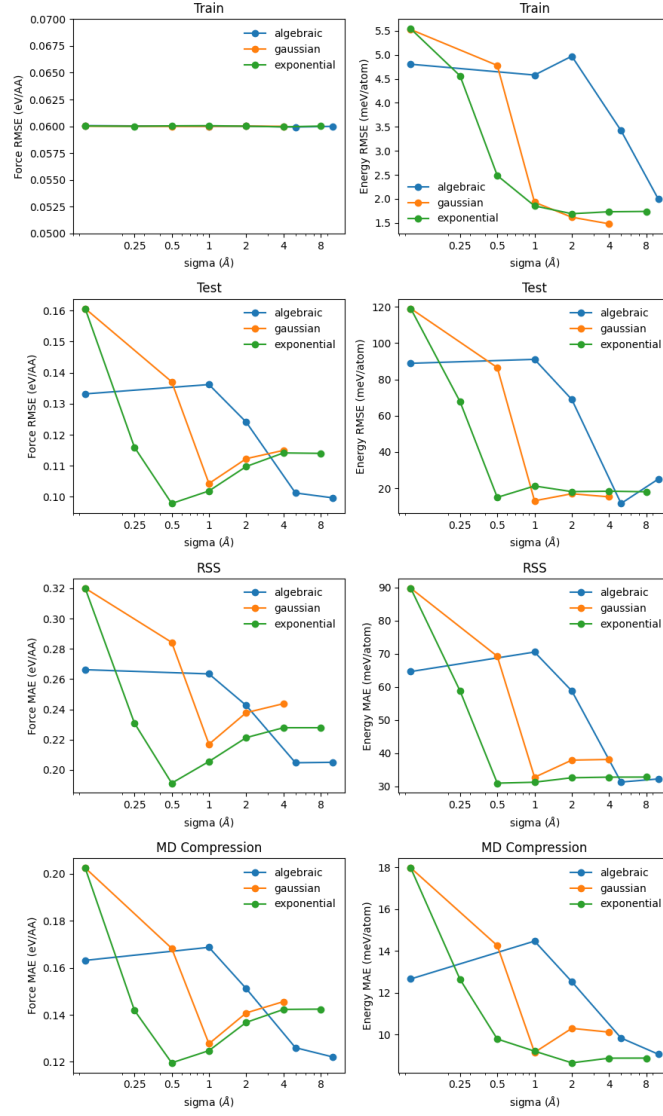 Train
Force RMSE (eV/AA)
0.0700
0.0675
0.0650
0.0625
0.0600
0.0575
0.0550
0.0525
0.0500
algebraic
gaussian
exponential
0.25 0.5 1 2 4 8
sigma (Å)
Train
Energy RMSE (meV/atom)
5.5
5.0
4.5
4.0
3.5
3.0
2.5
2.0
1.5
algebraic
gaussian
exponential
0.25 0.5 1 2 4 8
sigma (Å)
Test
Force RMSE (eV/AA)
0.16
0.15
0.14
0.13
0.12
0.11
0.10
algebraic
gaussian
exponential
0.25 0.5 1 2 4 8
sigma (Å)
Test
Energy RMSE (meV/atom)
120
100
80
60
40
20
algebraic
gaussian
exponential
0.25 0.5 1 2 4 8
sigma (Å)
RSS
Force MAE (eV/AA)
0.32
0.30
0.28
0.26
0.24
0.22
0.20
algebraic
gaussian
exponential
0.25 0.5 1 2 4 8
sigma (Å)
RSS
Energy MAE (meV/atom)
90
80
70
60
50
40
30
algebraic
gaussian
exponential
0.25 0.5 1 2 4 8
sigma (Å)
MD Compression
Force MAE (eV/AA)
0.20
0.18
0.16
0.14
0.12
algebraic
gaussian
exponential
0.25 0.5 1 2 4 8
sigma (Å)
MD Compression
Energy MAE (meV/atom)
18
16
14
12
10
algebraic
gaussian
exponential
0.25 0.5 1 2 4 8
sigma (Å)